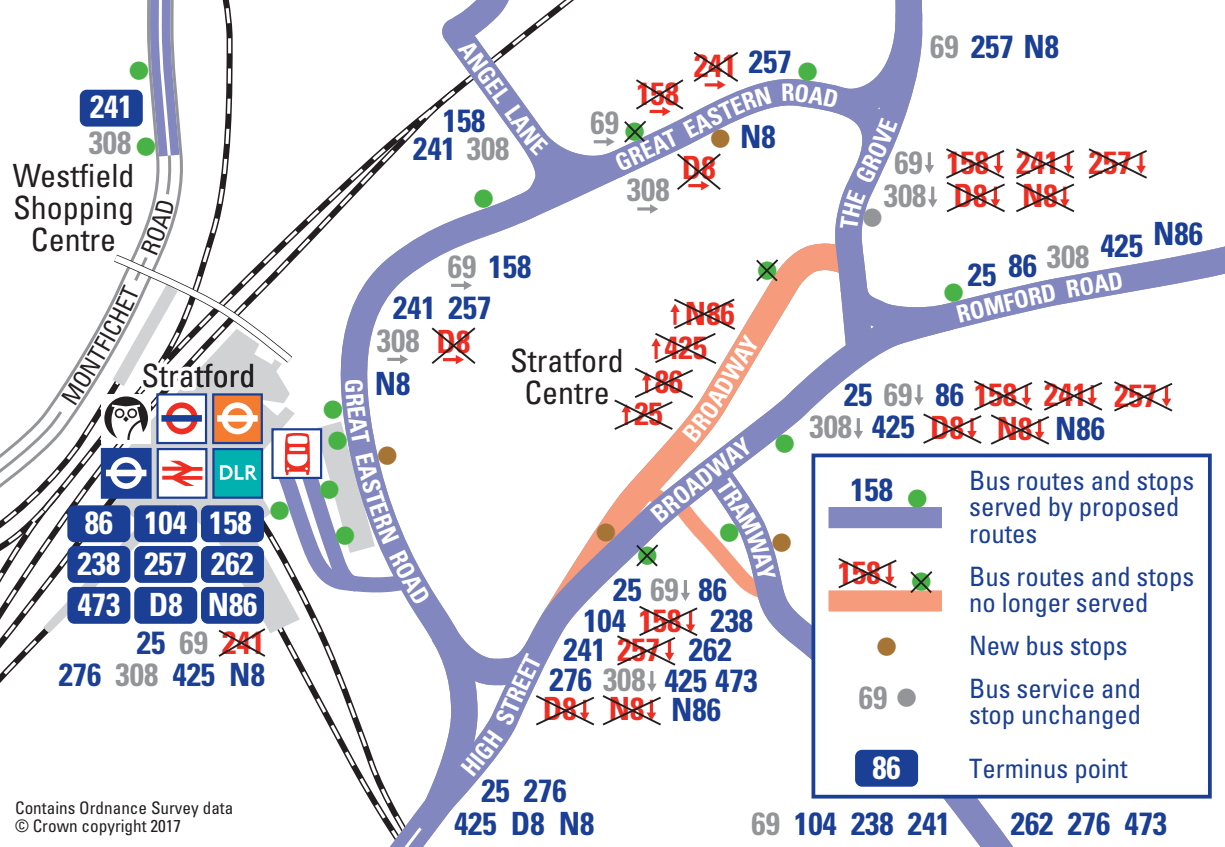 69 257 N8
241 257
158
241
308
ANGEL LANE
158
241 308
69
→
GREAT EASTERN ROAD
N8
D8
→
308
→
THE GROVE
69↓ 158↓ 241↓ 257↓
308↓ D8↓ N8↓
Westfield
Shopping
Centre
MONTFICHET ROAD
25 86 308 425 N86
ROMFORD ROAD
69 158
→
241 257
308 D8
→ →
N8
↑N86
↑425
↑86
↑25
BROADWAY
Stratford
Centre
Stratford
DLR
86 104 158
238 257 262
473 D8 N86
25 69 241
276 308 425 N8
GREAT EASTERN ROAD
25 69↓ 86 158↓ 241↓ 257↓
308↓ 425 D8↓ N8↓ N86
BROADWAY
TRAMWAY
25 69↓ 86
104 158↓ 238
241 257↓ 262
276 308↓ 425 473
D8↓ N8↓ N86
HIGH STREET
25 276
425 D8 N8
69 104 238 241 262 276 473
158
Bus routes and stops
served by proposed
routes
158↓
Bus routes and stops
no longer served
New bus stops
69
Bus service and
stop unchanged
86
Terminus point
Contains Ordnance Survey data
© Crown copyright 2017